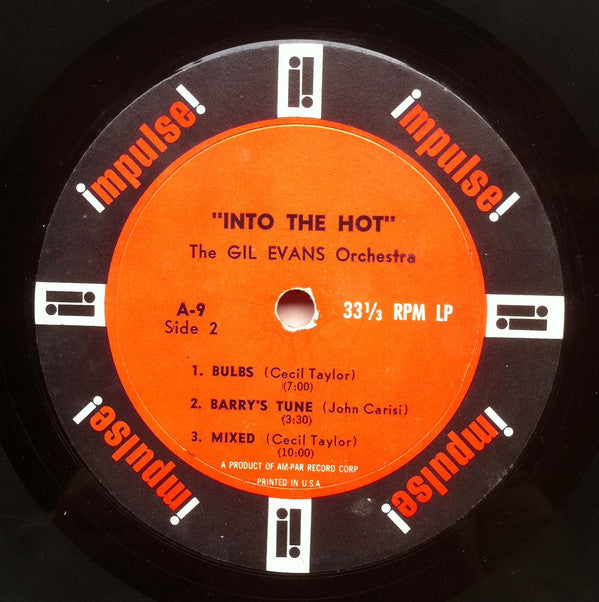 impulse!
impulse!
"INTO THE HOT"
The GIL EVANS Orchestra
A-9
Side 2
33 1/3 RPM LP
1. BULBS (Cecil Taylor)
(7:00)
2. BARRY'S TUNE (John Carisi)
(3:30)
3. MIXED (Cecil Taylor)
(10:00)
A PRODUCT OF AM-PAR RECORD CORP
PRINTED IN U.S.A.
impulse!
impulse!